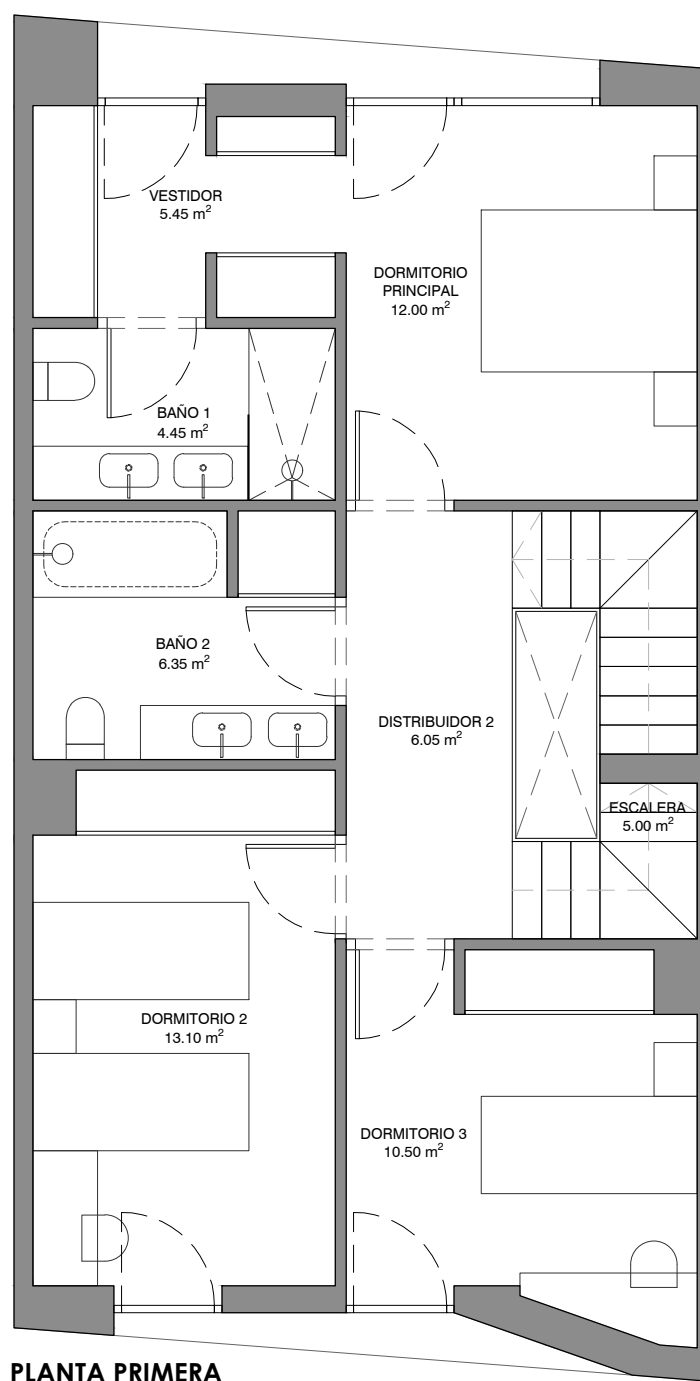 VESTIDOR
5.45 m²
DORMITORIO
PRINCIPAL
12.00 m²
BAÑO 1
4.45 m²
BAÑO 2
6.35 m²
DISTRIBUIDOR 2
6.05 m²
ESCALERA
5.00 m²
DORMITORIO 2
13.10 m²
DORMITORIO 3
10.50 m²
PLANTA PRIMERA